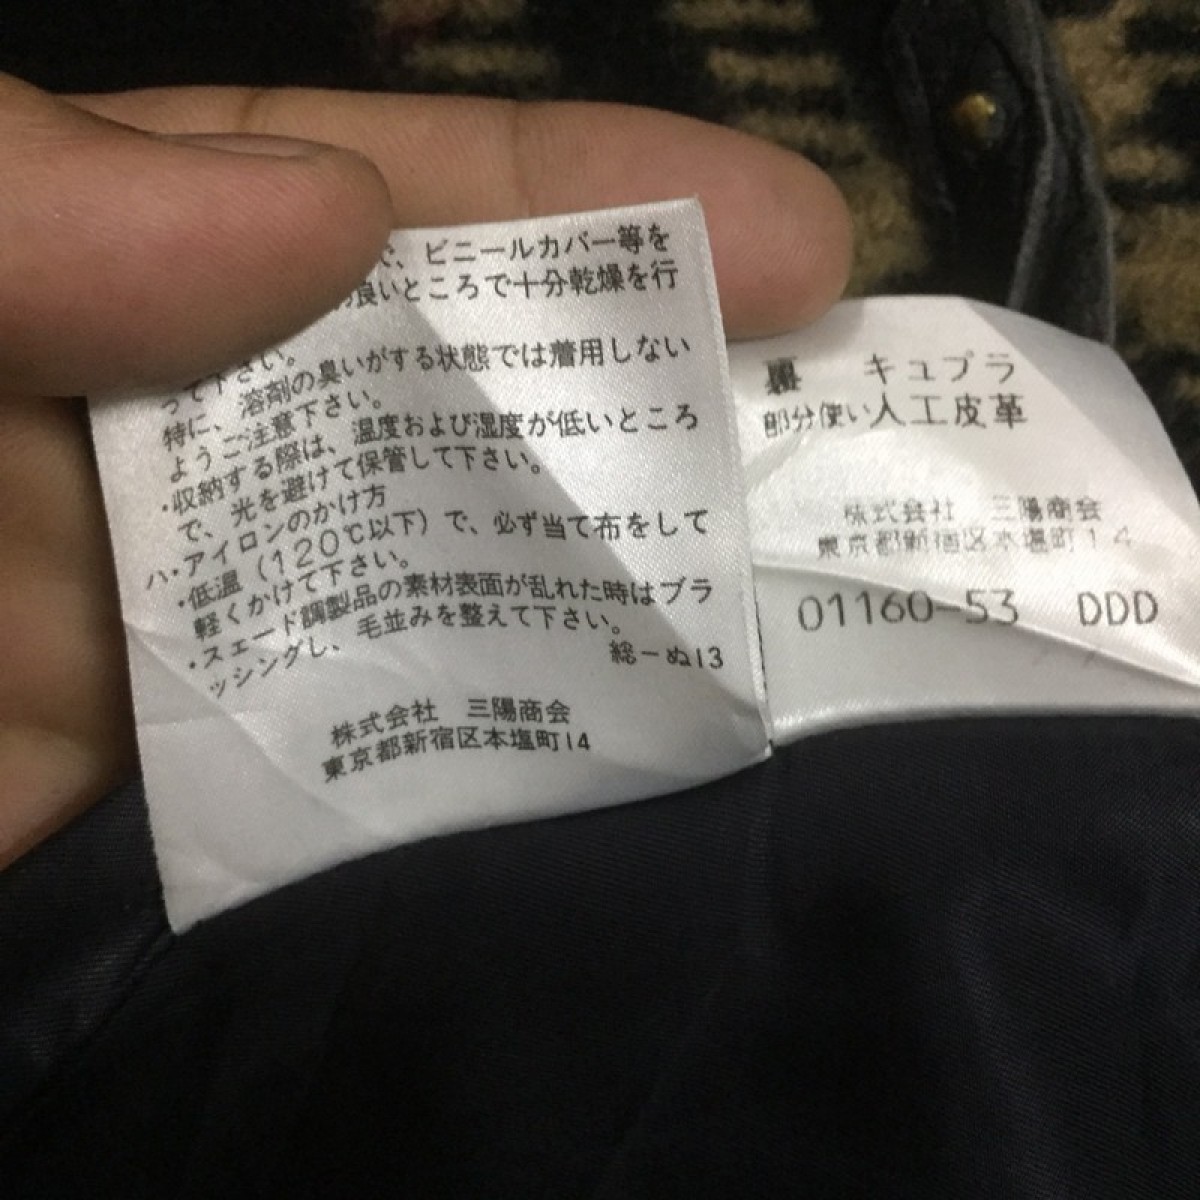 で、ビニールカバー等を
の良いところで十分乾燥を行
って下さい。
特に、溶剤の臭いがする状態では着用しない
ようご注意下さい。
・収納する際は、温度および湿度が低いところ
で、光を避けて保管して下さい。
ハ・アイロンのかけ方
・低温(120℃以下)で、必ず当て布をして
軽くかけて下さい。
・スエード調製品の素材表面が乱れた時はブラ
ッシングし、毛並みを整えて下さい。
総ーぬ13
株式会社 三陽商会
東京都新宿区本塩町14
裏 キュプラ
部分使い人工皮革
株式会社 三陽商会
東京都新宿区本塩町14
01160-53 DDD